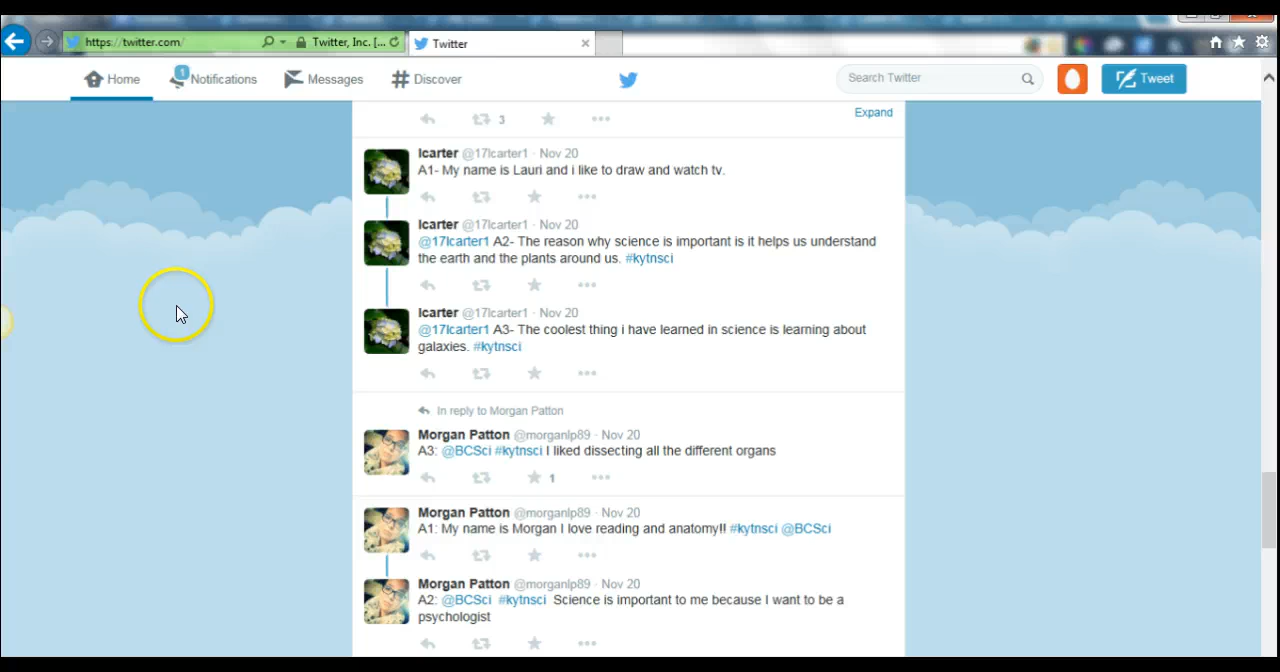 https://twitter.com/
Twitter, Inc. [...
Twitter
Home
1
Notifications
Messages
Discover
Search Twitter
Tweet
3
Expand
lcarter @17lcarter1 · Nov 20
A1- My name is Lauri and i like to draw and watch tv.
lcarter @17lcarter1 · Nov 20
@17lcarter1 A2- The reason why science is important is it helps us understand
the earth and the plants around us. #kytnsci
lcarter @17lcarter1 · Nov 20
@17lcarter1 A3- The coolest thing i have learned in science is learning about
galaxies. #kytnsci
In reply to Morgan Patton
Morgan Patton @morganlp89 · Nov 20
A3: @BCSci #kytnsci I liked dissecting all the different organs
1
Morgan Patton @morganlp89 · Nov 20
A1: My name is Morgan I love reading and anatomy!! #kytnsci @BCSci
Morgan Patton @morganlp89 · Nov 20
A2: @BCSci #kytnsci Science is important to me because I want to be a
psychologist